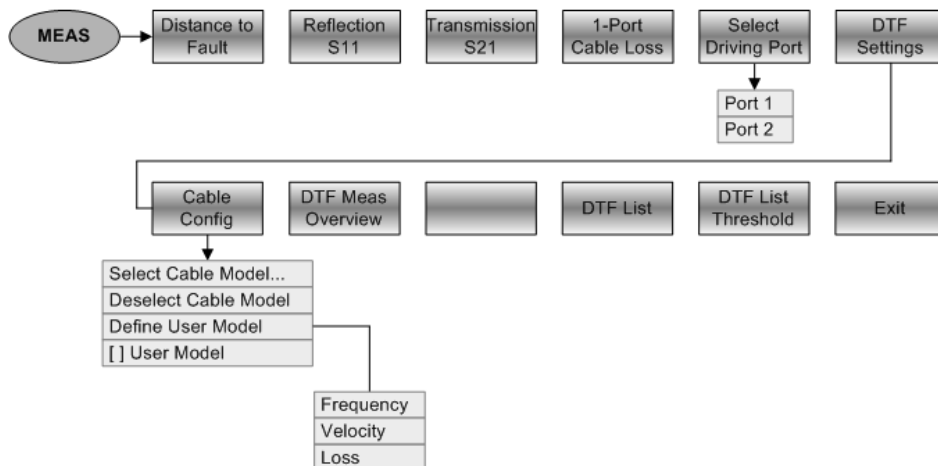 MEAS
Distance to
Fault
Reflection
S11
Transmission
S21
1-Port
Cable Loss
Select
Driving Port
DTF
Settings
Port 1
Port 2
Cable
Config
DTF Meas
Overview
DTF List
DTF List
Threshold
Exit
Select Cable Model...
Deselect Cable Model
Define User Model
[ ] User Model
Frequency
Velocity
Loss